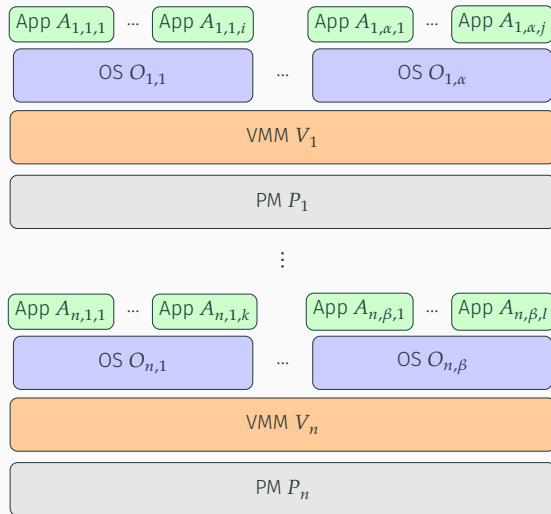 App A₁,₁,₁ ... App A₁,₁,ᵢ App A₁,α,₁ ... App A₁,α,ⱼ
OS O₁,₁ ... OS O₁,α
VMM V₁
PM P₁
⋮
App Aₙ,₁,₁ ... App Aₙ,₁,ₖ App Aₙ,β,₁ ... App Aₙ,β,ₗ
OS Oₙ,₁ ... OS Oₙ,β
VMM Vₙ
PM Pₙ